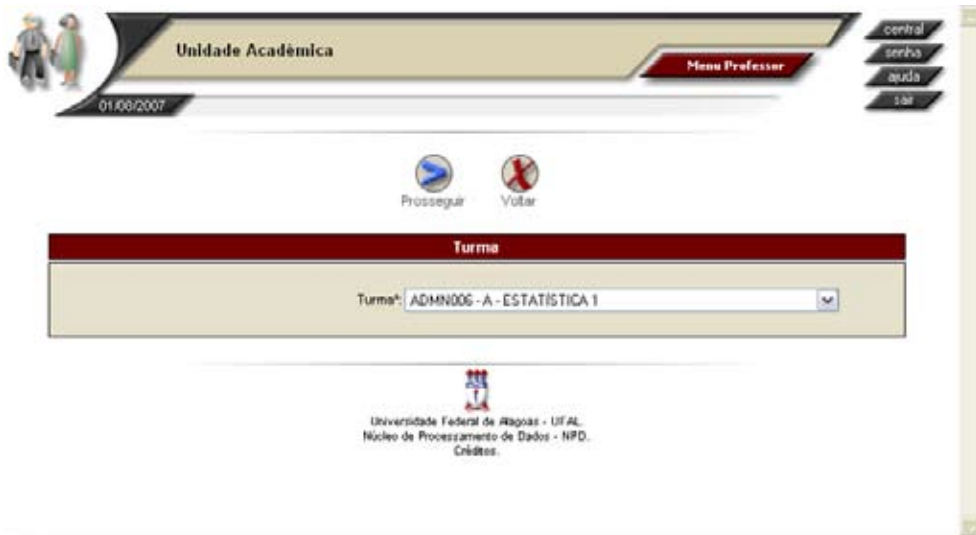 Unidade Acadêmica
Menu Professor
central
senha
ajuda
sair
01/08/2007
Prosseguir
Voltar
Turma
Turma*: ADMN006 - A - ESTATÍSTICA 1
Universidade Federal de Alagoas - UFAL.
Núcleo de Processamento de Dados - NPD.
Créditos.